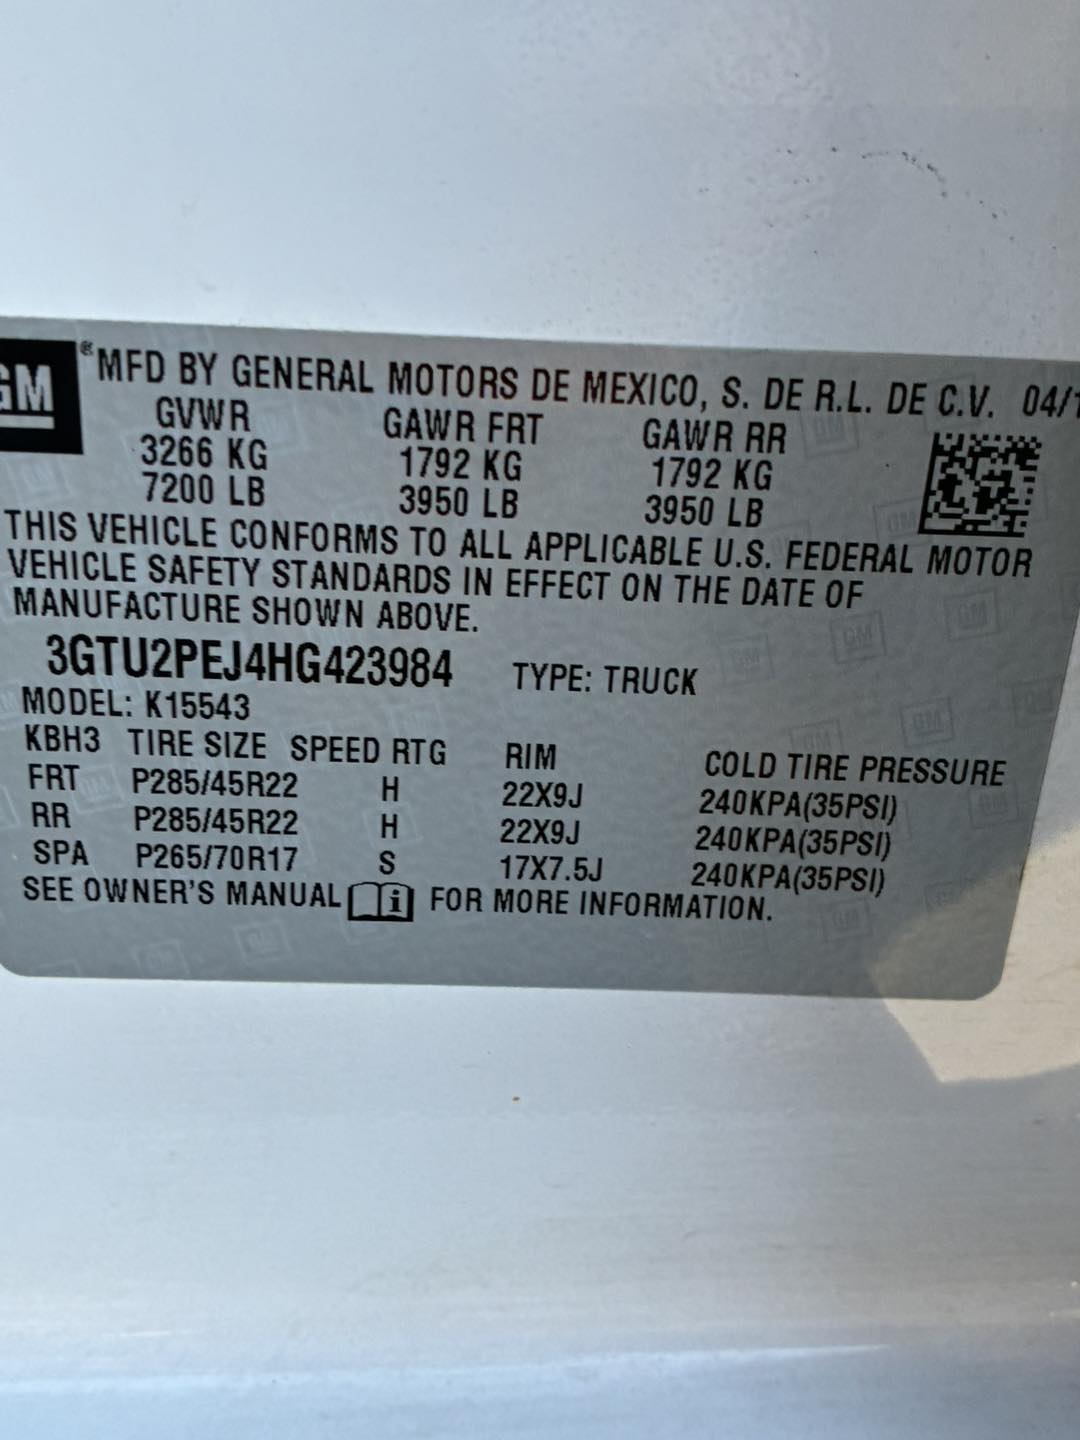 GM
® MFD BY GENERAL MOTORS DE MEXICO, S. DE R.L. DE C.V. 04/1
GVWR GAWR FRT GAWR RR
3266 KG 1792 KG 1792 KG
7200 LB 3950 LB 3950 LB
THIS VEHICLE CONFORMS TO ALL APPLICABLE U.S. FEDERAL MOTOR
VEHICLE SAFETY STANDARDS IN EFFECT ON THE DATE OF
MANUFACTURE SHOWN ABOVE.
3GTU2PEJ4HG423984 TYPE: TRUCK
MODEL: K15543
KBH3 TIRE SIZE SPEED RTG RIM COLD TIRE PRESSURE
FRT P285/45R22 H 22X9J 240KPA(35PSI)
RR P285/45R22 H 22X9J 240KPA(35PSI)
SPA P265/70R17 S 17X7.5J 240KPA(35PSI)
SEE OWNER'S MANUAL i FOR MORE INFORMATION.